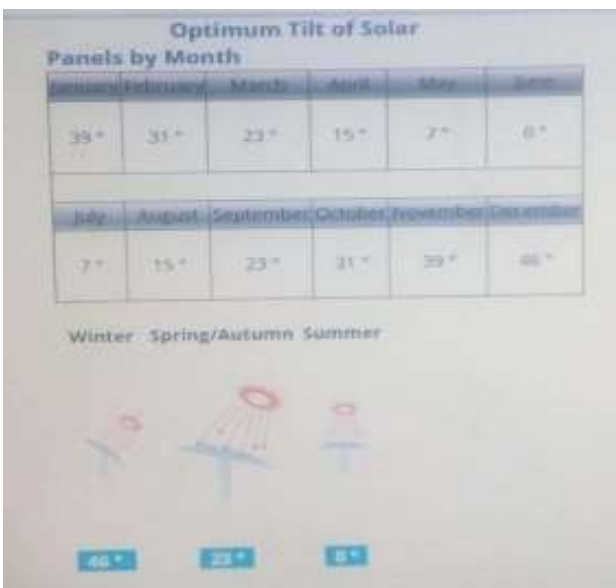 Optimum Tilt of Solar
Panels by Month
January February March April May June
39 ° 31 ° 23 ° 15 ° 7 ° 0 °
July August September October November December
7 ° 15 ° 23 ° 31 ° 39 ° 46 °
Winter Spring/Autumn Summer
46 ° 23 ° 0 °